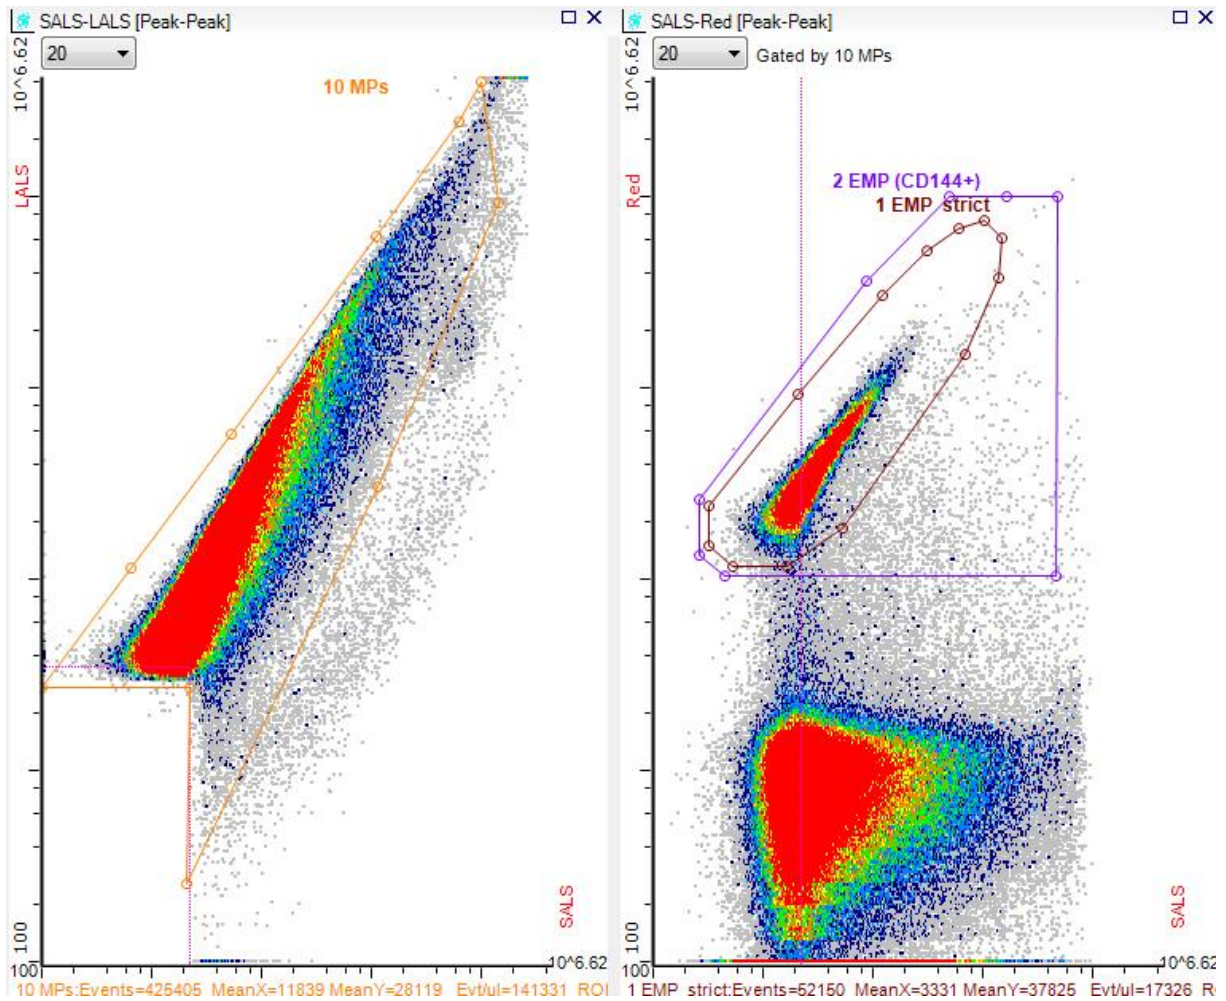 SALS-LALS [Peak-Peak]
20
10^6.62
10 MPs
LALS
SALS
100
100
10^6.62
10 MPs:Events=425405 MeanX=11839 MeanY=28119 Evt/ul=141331 ROI
SALS-Red [Peak-Peak]
20
Gated by 10 MPs
10^6.62
2 EMP (CD144+)
1 EMP strict
Red
SALS
100
100
10^6.62
1 EMP strict:Events=52150 MeanX=3331 MeanY=37825 Evt/ul=17326